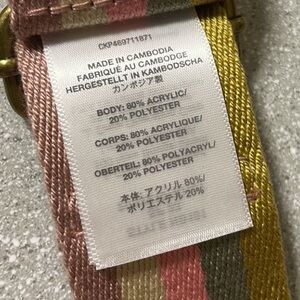 CKP469711871
MADE IN CAMBODIA
FABRIQUÉ AU CAMBODGE
HERGESTELLT IN KAMBODSCHA
カンボジア製
BODY: 80% ACRYLIC/
20% POLYESTER
CORPS: 80% ACRYLIQUE/
20% POLYESTER
OBERTEIL: 80% POLYACRYL/
20% POLYESTER
本体: アクリル 80%/
ポリエステル 20%